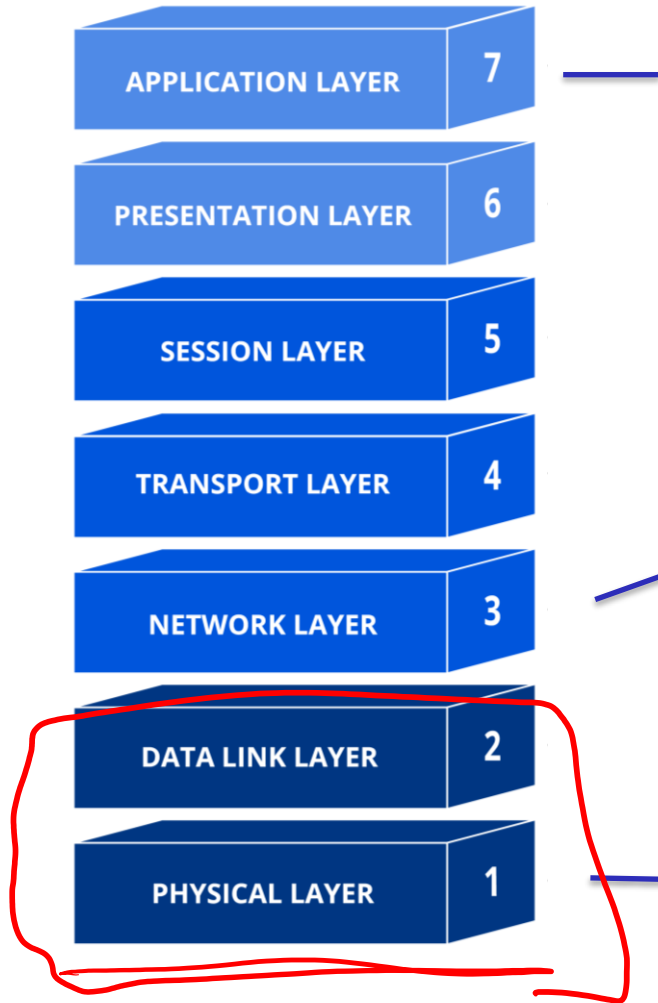 APPLICATION LAYER 7
PRESENTATION LAYER 6
SESSION LAYER 5
TRANSPORT LAYER 4
NETWORK LAYER 3
DATA LINK LAYER 2
PHYSICAL LAYER 1